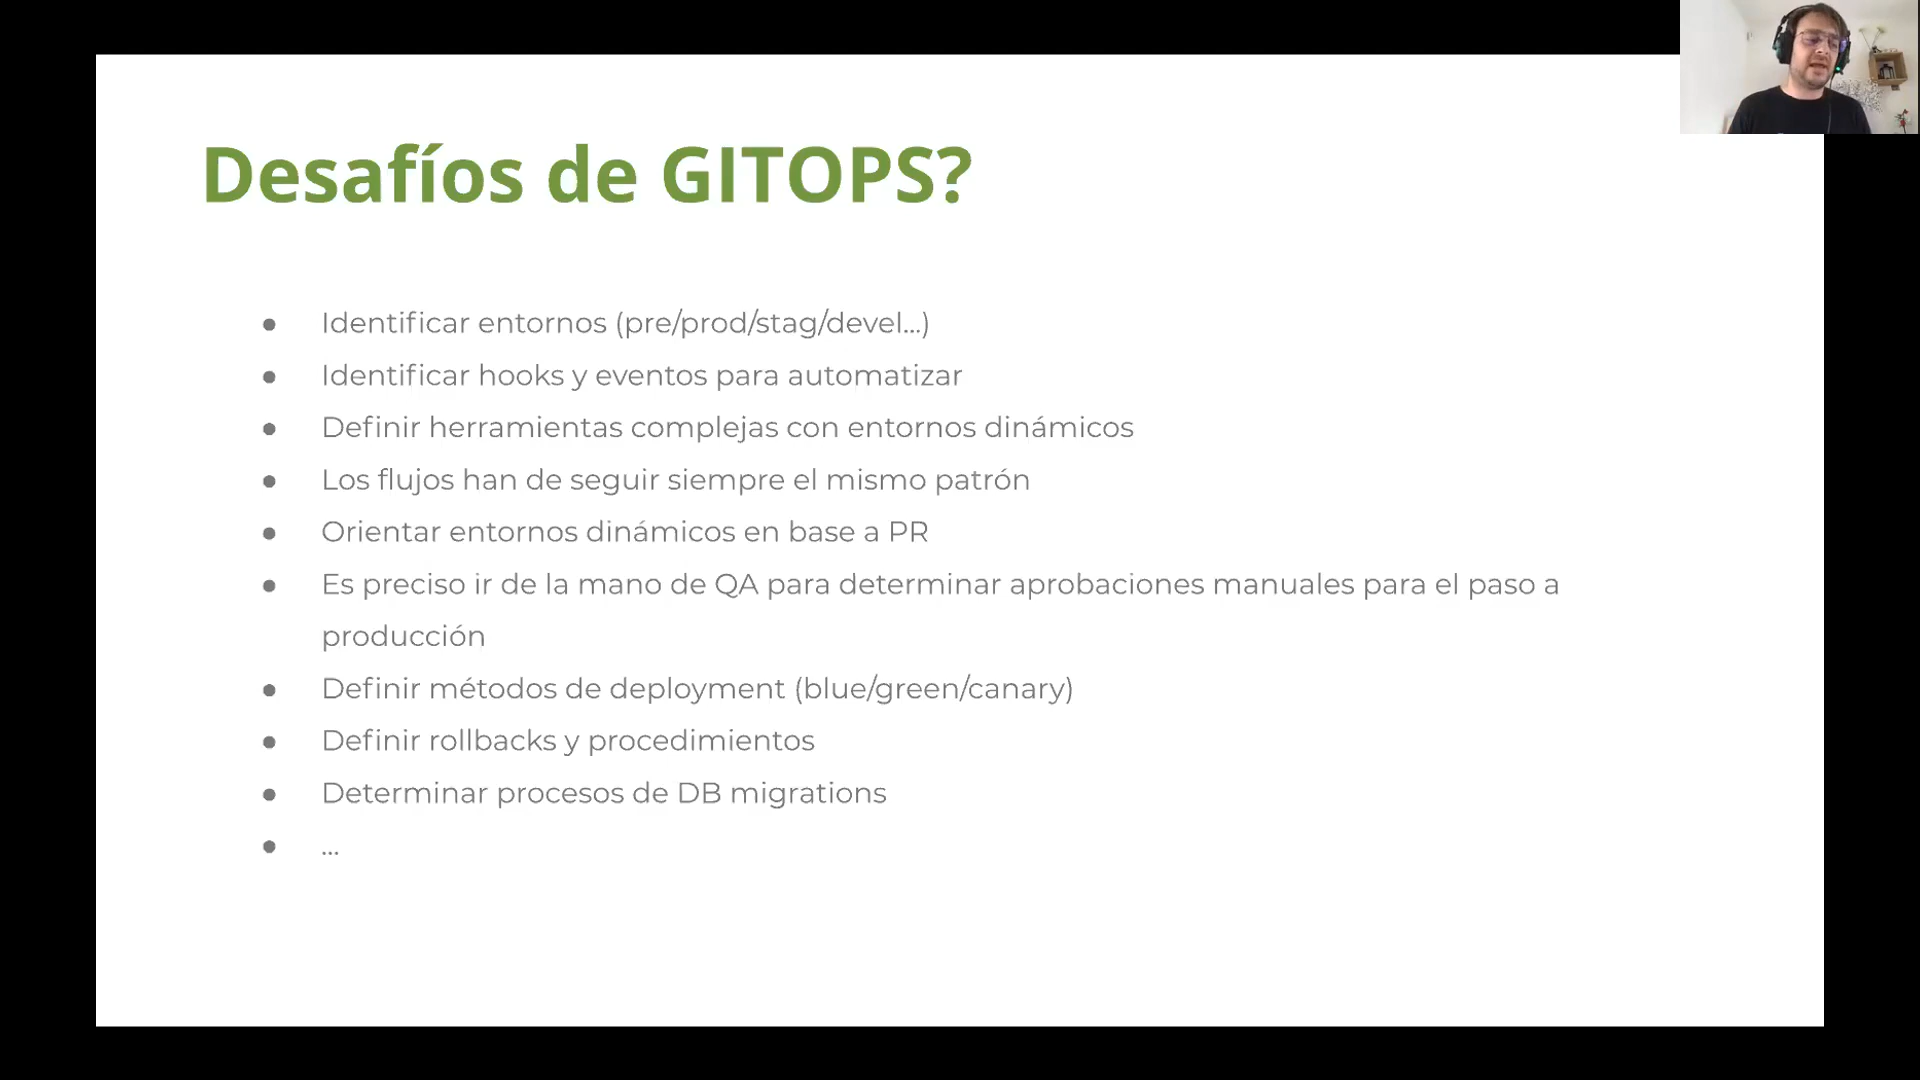 Desafíos de GITOPS?
● Identificar entornos (pre/prod/stag/devel...)
● Identificar hooks y eventos para automatizar
● Definir herramientas complejas con entornos dinámicos
● Los flujos han de seguir siempre el mismo patrón
● Orientar entornos dinámicos en base a PR
● Es preciso ir de la mano de QA para determinar aprobaciones manuales para el paso a
producción
● Definir métodos de deployment (blue/green/canary)
● Definir rollbacks y procedimientos
● Determinar procesos de DB migrations
● ...